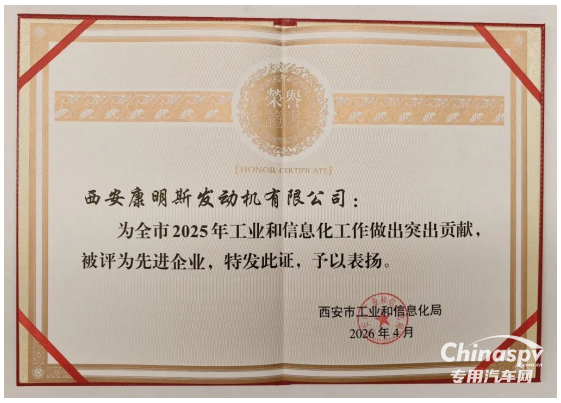 荣誉
证书
[HONOR CERTIFICATE]
西安康明斯发动机有限公司：
为全市2025年工业和信息化工作做出突出贡献，
被评为先进企业，特发此证，予以表扬。
西安市工业和信息化局
2026年4月
Chinaspv
.com.cn
专用汽车网